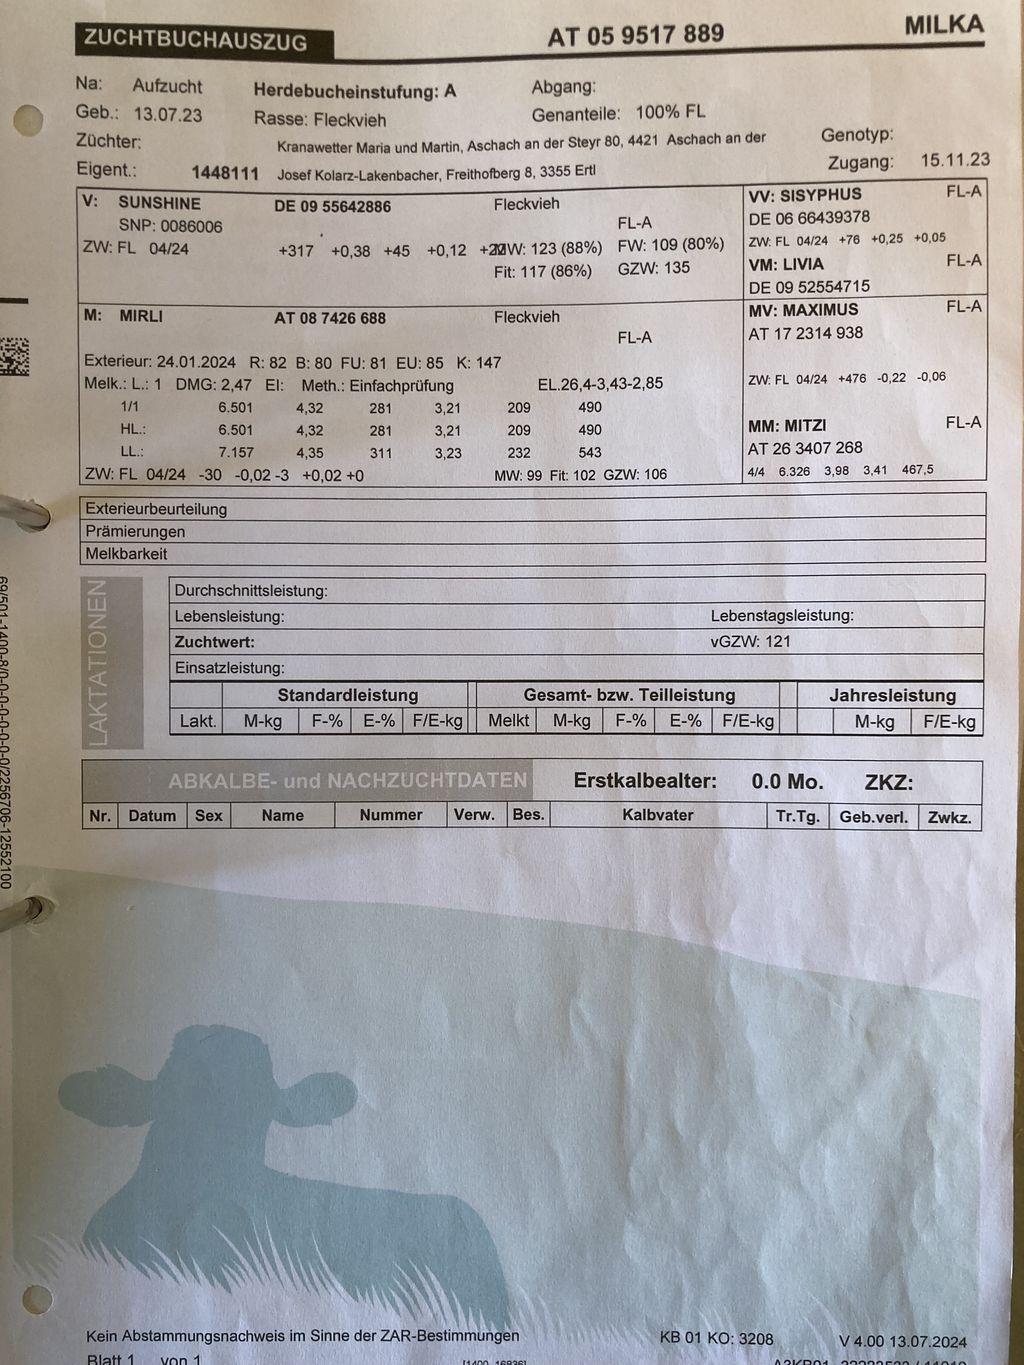 ZUCHTBUCHAUSZUG AT 05 9517 889 MILKA
Na: Aufzucht Herdebucheinstufung: A Abgang:
Geb.: 13.07.23 Rasse: Fleckvieh Genanteile: 100% FL
Züchter: Kranawetter Maria und Martin, Aschach an der Steyr 80, 4421 Aschach an der Genotyp:
Eigent.: 1448111 Josef Kolarz-Lakenbacher, Freithofberg 8, 3355 Ertl Zugang: 15.11.23
V: SUNSHINE DE 09 55642886 Fleckvieh
SNP: 0086006 FL-A
ZW: FL 04/24 +317 +0,38 +45 +0,12 MW: 123 (88%) FW: 109 (80%)
Fit: 117 (86%) GZW: 135
VV: SISYPHUS FL-A
DE 06 66439378
ZW: FL 04/24 +76 +0,25 +0,05
VM: LIVIA FL-A
DE 09 52554715
M: MIRLI AT 08 7426 688 Fleckvieh
FL-A
Exterieur: 24.01.2024 R: 82 B: 80 FU: 81 EU: 85 K: 147
Melk.: L.: 1 DMG: 2,47 EI: Meth.: Einfachprüfung EL.26,4-3,43-2,85
1/1 6.501 4,32 281 3,21 209 490
HL.: 6.501 4,32 281 3,21 209 490
LL.: 7.157 4,35 311 3,23 232 543
ZW: FL 04/24 -30 -0,02 -3 +0,02 +0 MW: 99 Fit: 102 GZW: 106
MV: MAXIMUS FL-A
AT 17 2314 938
ZW: FL 04/24 +476 -0,22 -0,06
MM: MITZI FL-A
AT 26 3407 268
4/4 6.326 3,98 3,41 467,5
Exterieurbeurteilung
Prämierungen
Melkbarkeit
LAKTATIONEN
Durchschnittsleistung:
Lebensleistung: Lebenstagsleistung:
Zuchtwert: vGZW: 121
Einsatzleistung:
Standardleistung Gesamt- bzw. Teilleistung Jahresleistung
Lakt. M-kg F-% E-% F/E-kg Melkt M-kg F-% E-% F/E-kg M-kg F/E-kg
ABKALBE- und NACHZUCHTDATEN Erstkalbealter: 0.0 Mo. ZKZ:
Nr. Datum Sex Name Nummer Verw. Bes. Kalbvater Tr.Tg. Geb.verl. Zwkz.
Kein Abstammungsnachweis im Sinne der ZAR-Bestimmungen KB 01 KO: 3208 V 4.00 13.07.2024
Blatt 1 von 1